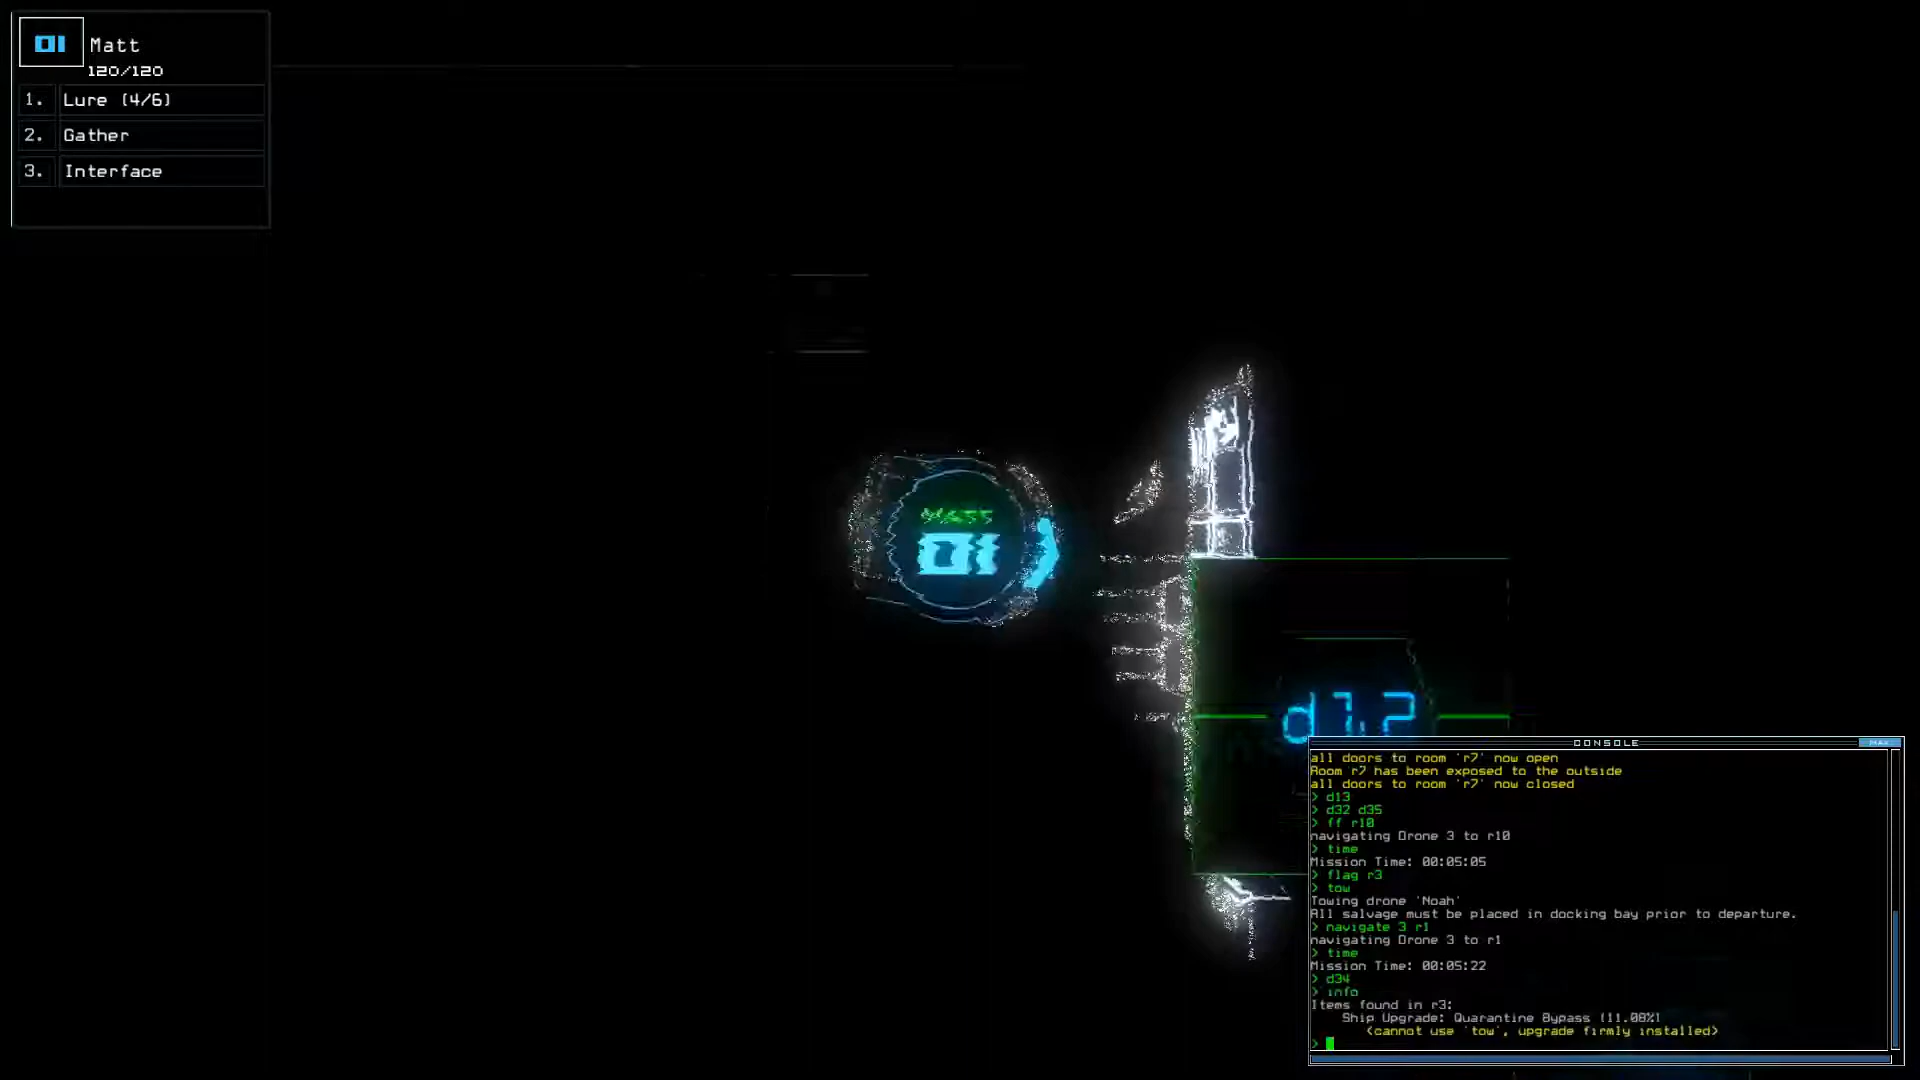 01 Matt
120/120
1. Lure (4/6)
2. Gather
3. Interface
MATT
01
d12
CONSOLE
MAX
all doors to room 'r7' now open
Room r7 has been exposed to the outside
all doors to room 'r7' now closed
> d13
> d32 d35
> ff r10
navigating Drone 3 to r10
> time
Mission Time: 00:05:05
> flag r3
> tow
Towing drone 'Noah'
All salvage must be placed in docking bay prior to departure.
> navigate 3 r1
navigating Drone 3 to r1
> time
Mission Time: 00:05:22
> d34
> info
Items found in r3:
Ship Upgrade: Quarantine Bypass (11.08%)
<cannot use 'tow', upgrade firmly installed>
>